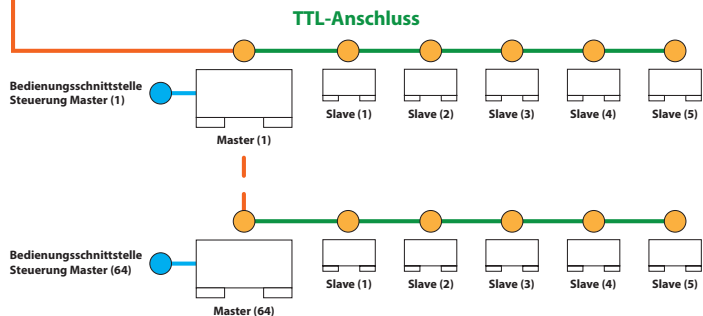 TTL-Anschluss
Bedienungsschnittstelle
Steuerung Master (1)
Master (1)
Slave (1)
Slave (2)
Slave (3)
Slave (4)
Slave (5)
Bedienungsschnittstelle
Steuerung Master (64)
Master (64)
Slave (1)
Slave (2)
Slave (3)
Slave (4)
Slave (5)